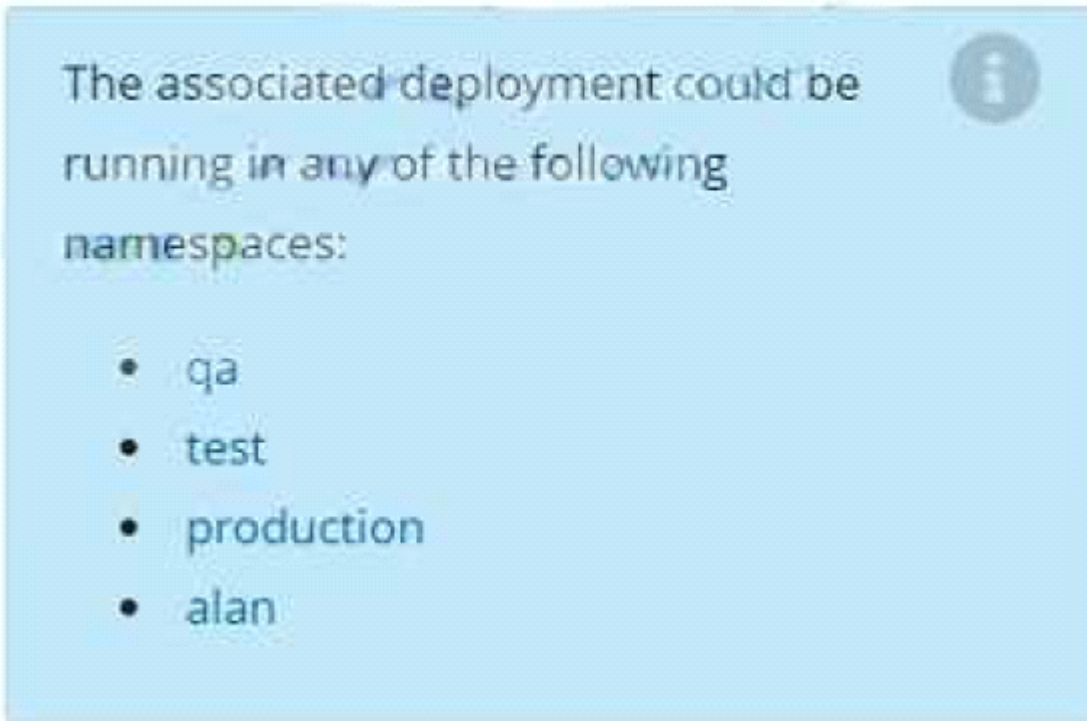 The associated deployment could be
running in any of the following
namespaces:
qa
test
production
alan